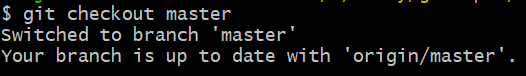 $ git checkout master
Switched to branch 'master'
Your branch is up to date with 'origin/master'.